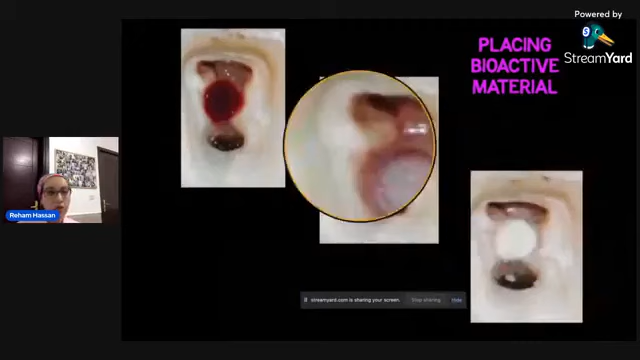 Powered by
StreamYard
PLACING
BIOACTIVE
MATERIAL
Reham Hassan
streamyard.com is sharing your screen.
Stop sharing
Hide